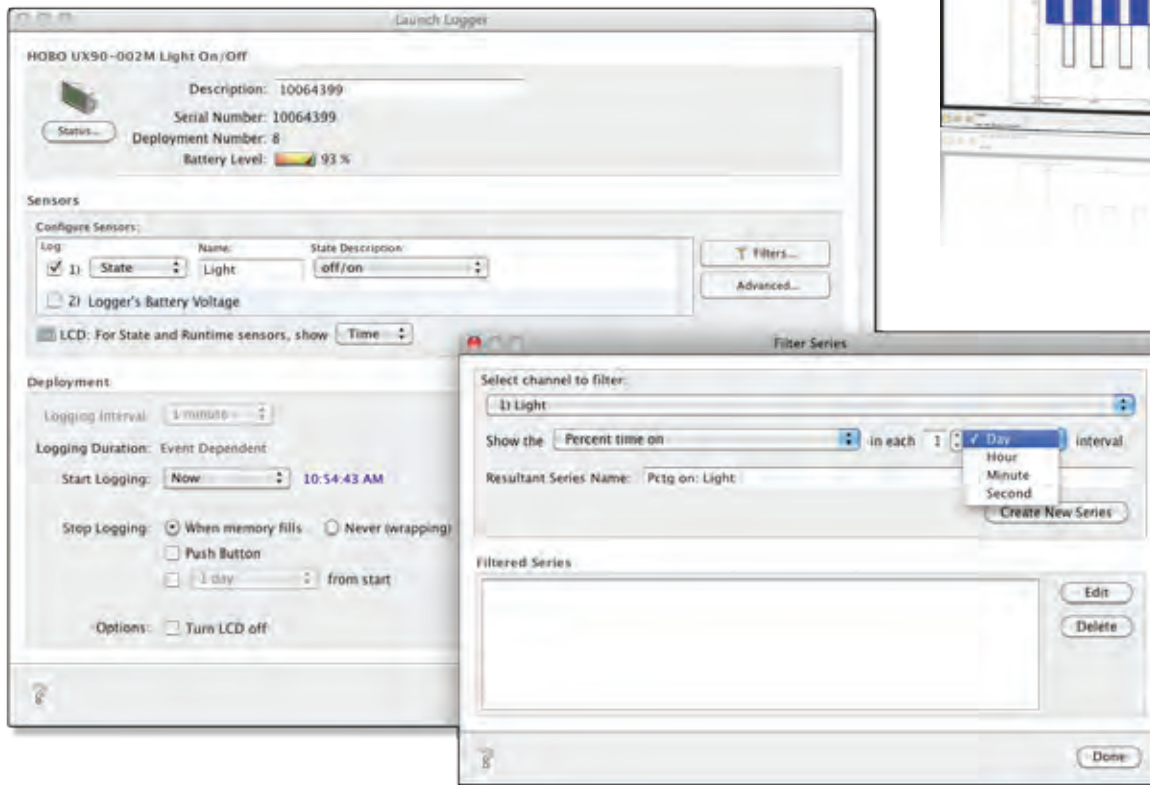 Launch Logger
HOBO UX90-002M Light On/Off
Description: 10064399
Serial Number: 10064399
Status...
Deployment Number: 8
Battery Level: 93 %
Sensors
Configure Sensors:
Log: Name: State Description
1) State Light off/on
Filters...
2) Logger's Battery Voltage
Advanced...
LCD: For State and Runtime sensors, show Time
Deployment
Logging Interval: 1 minute
Logging Duration: Event Dependent
Start Logging: Now 10:54:43 AM
Stop Logging: When memory fills Never (wrapping)
Push Button
1 day from start
Options: Turn LCD off
Filter Series
Select channel to filter:
1) Light
Show the Percent time on in each 1 Day interval
Hour
Minute
Second
Resultant Series Name: Pctg on: Light
Create New Series
Filtered Series
Edit
Delete
Done